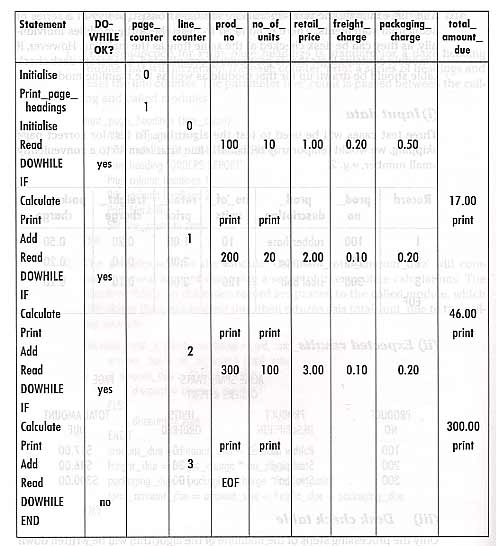 Statement DO-WHILE OK? page_counter line_counter prod_no no_of_units retail_price freight_charge packaging_charge total_amount_due
Initialise 0
Print_page_headings 1
Initialise 0
Read 100 10 1.00 0.20 0.50
DOWHILE yes
IF
Calculate 17.00
Print print print print
Add 1
Read 200 20 2.00 0.10 0.20
DOWHILE yes
IF
Calculate 46.00
Print print print print
Add 2
Read 300 100 3.00 0.10 0.20
DOWHILE yes
IF
Calculate 300.00
Print print print print
Add 3
Read EOF
DOWHILE no
END